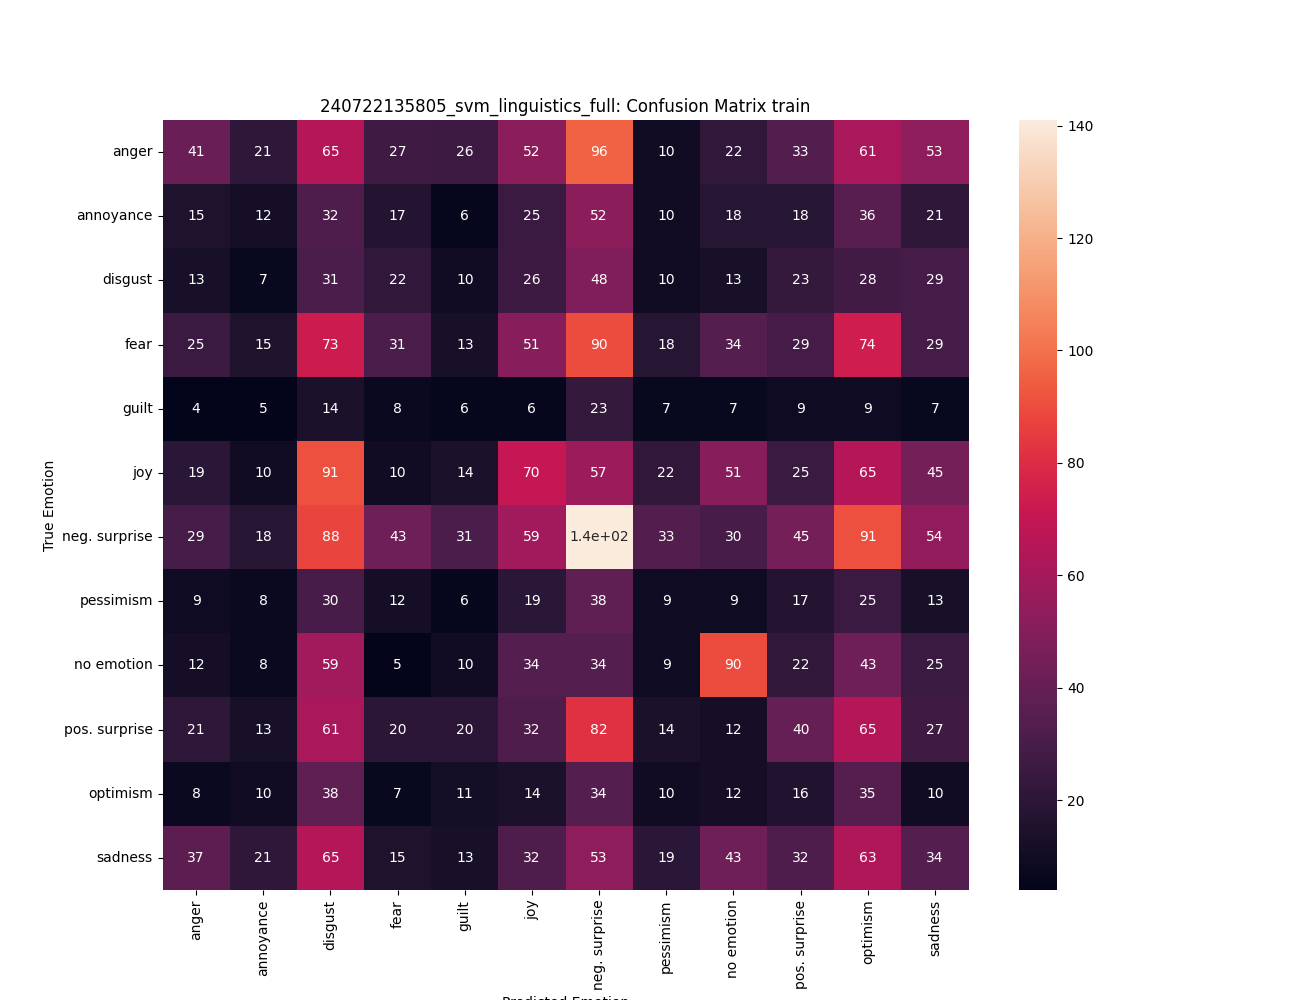 240722135805_svm_linguistics_full: Confusion Matrix train
anger 41 21 65 27 26 52 96 10 22 33 61 53
annoyance 15 12 32 17 6 25 52 10 18 18 36 21
disgust 13 7 31 22 10 26 48 10 13 23 28 29
fear 25 15 73 31 13 51 90 18 34 29 74 29
guilt 4 5 14 8 6 6 23 7 7 9 9 7
joy 19 10 91 10 14 70 57 22 51 25 65 45
neg. surprise 29 18 88 43 31 59 1.4e+02 33 30 45 91 54
pessimism 9 8 30 12 6 19 38 9 9 17 25 13
no emotion 12 8 59 5 10 34 34 9 90 22 43 25
pos. surprise 21 13 61 20 20 32 82 14 12 40 65 27
optimism 8 10 38 7 11 14 34 10 12 16 35 10
sadness 37 21 65 15 13 32 53 19 43 32 63 34
True Emotion
anger annoyance disgust fear guilt joy neg. surprise pessimism no emotion pos. surprise optimism sadness
Predicted Emotion
140
120
100
80
60
40
20